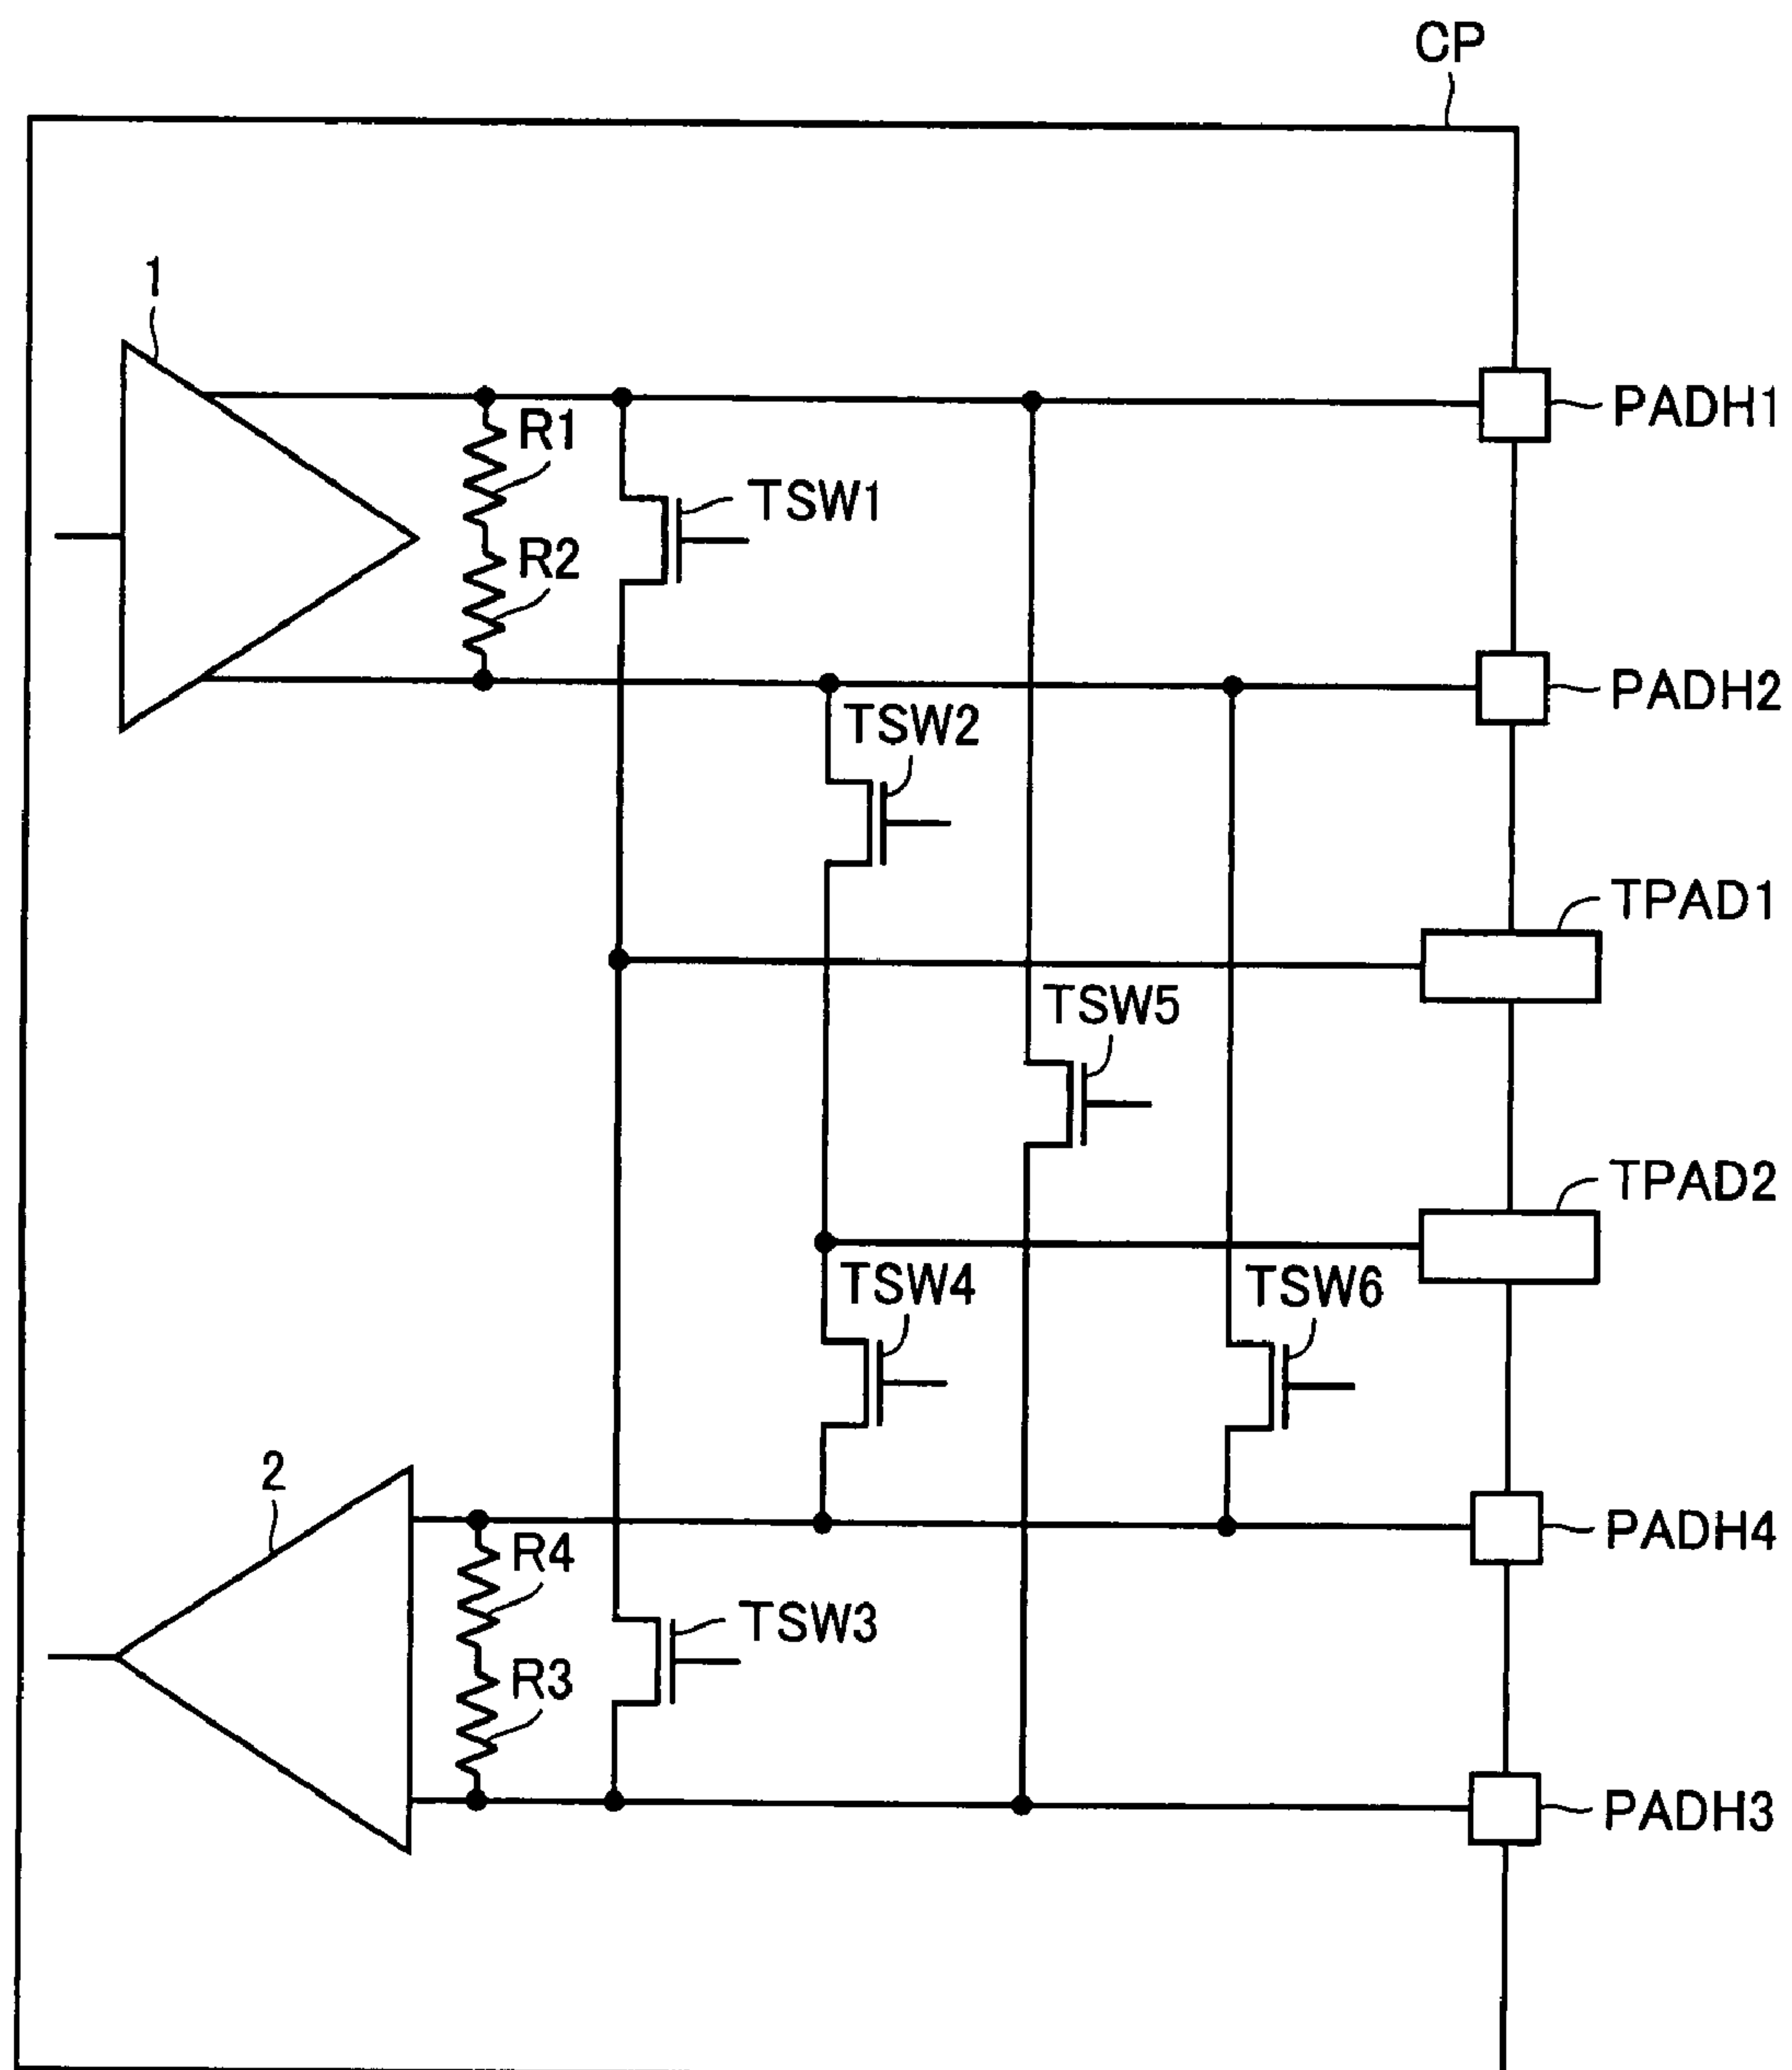 CP
1
PADH1
R1
TSW1
R2
PADH2
TSW2
TPAD1
TSW5
TPAD2
TSW4
TSW6
2
PADH4
R4
TSW3
R3
PADH3